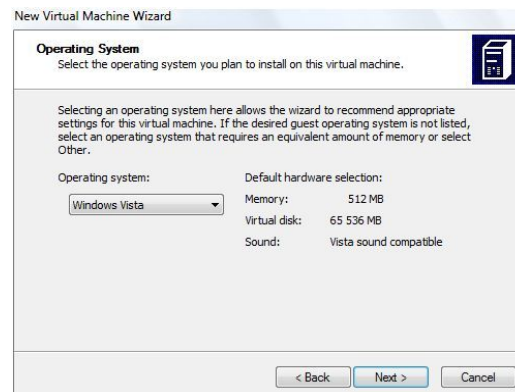 New Virtual Machine Wizard
Operating System
Select the operating system you plan to install on this virtual machine.
Selecting an operating system here allows the wizard to recommend appropriate
settings for this virtual machine. If the desired guest operating system is not listed,
select an operating system that requires an equivalent amount of memory or select
Other.
Operating system:
Windows Vista
Default hardware selection:
Memory: 512 MB
Virtual disk: 65 536 MB
Sound: Vista sound compatible
< Back Next > Cancel